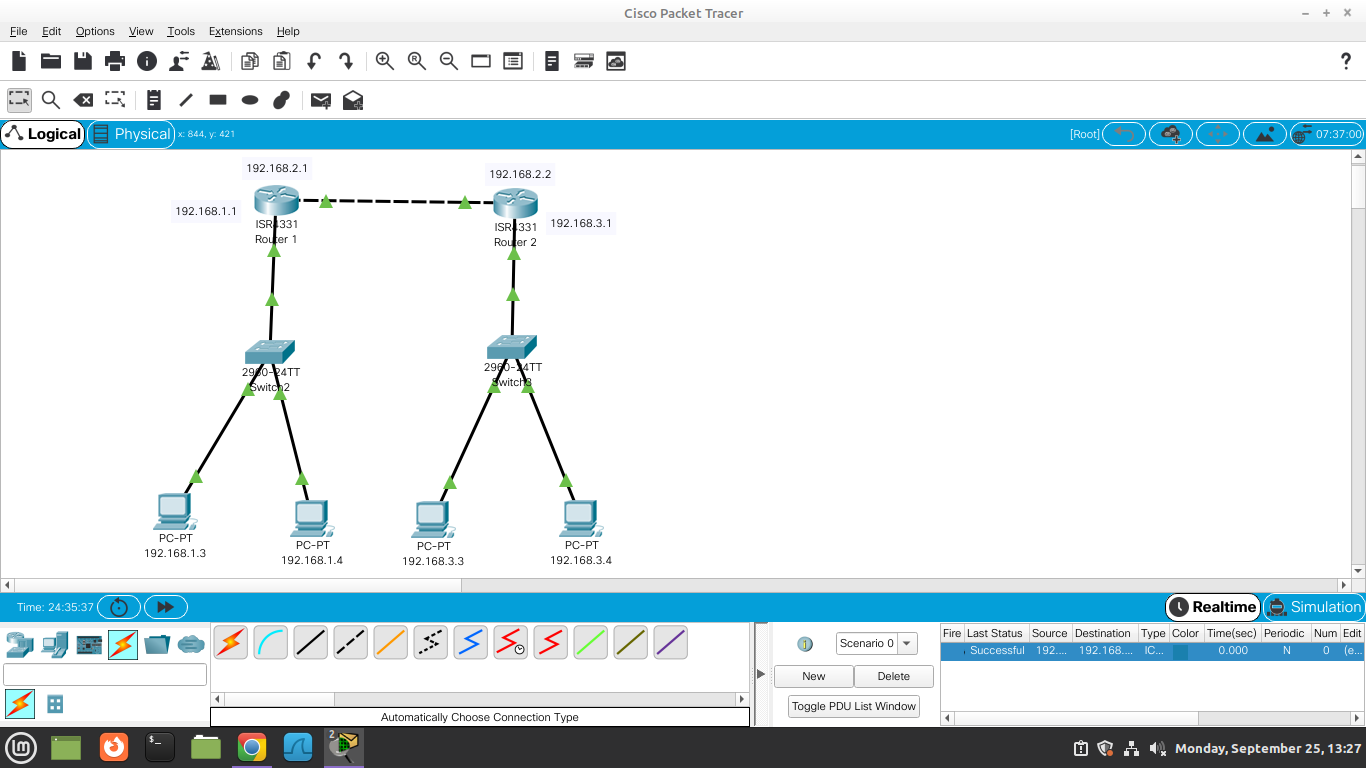 Cisco Packet Tracer
File Edit Options View Tools Extensions Help
Logical Physical x: 844, y: 421 [Root] 07:37:00
192.168.2.1
192.168.2.2
192.168.1.1
192.168.3.1
ISR4331
Router 1
ISR4331
Router 2
2960-24TT
Switch2
2960-24TT
Switch3
PC-PT
192.168.1.3
PC-PT
192.168.1.4
PC-PT
192.168.3.3
PC-PT
192.168.3.4
Time: 24:35:37 Realtime Simulation
Scenario 0
New Delete
Toggle PDU List Window
Automatically Choose Connection Type
Fire Last Status Source Destination Type Color Time(sec) Periodic Num Edit
Successful 192.... 192.168.... IC... 0.000 N 0 (e...
Monday, September 25, 13:27